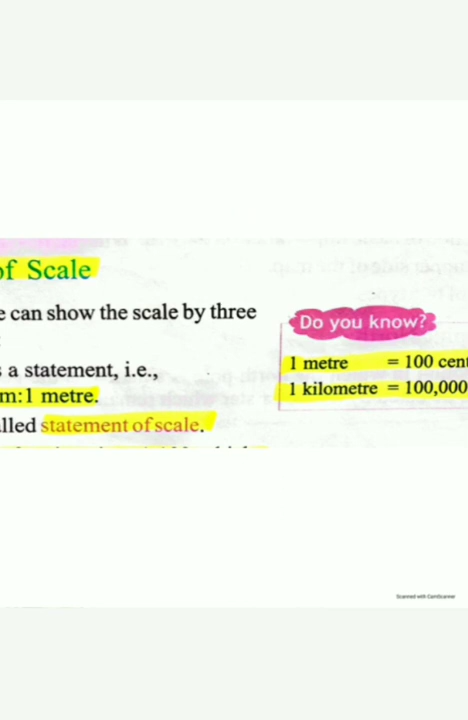 of Scale
can show the scale by three
a statement, i.e.,
m:1 metre.
statement of scale.
Do you know?
1 metre = 100 cent
1 kilometre = 100,000
Scanned with CamScanner